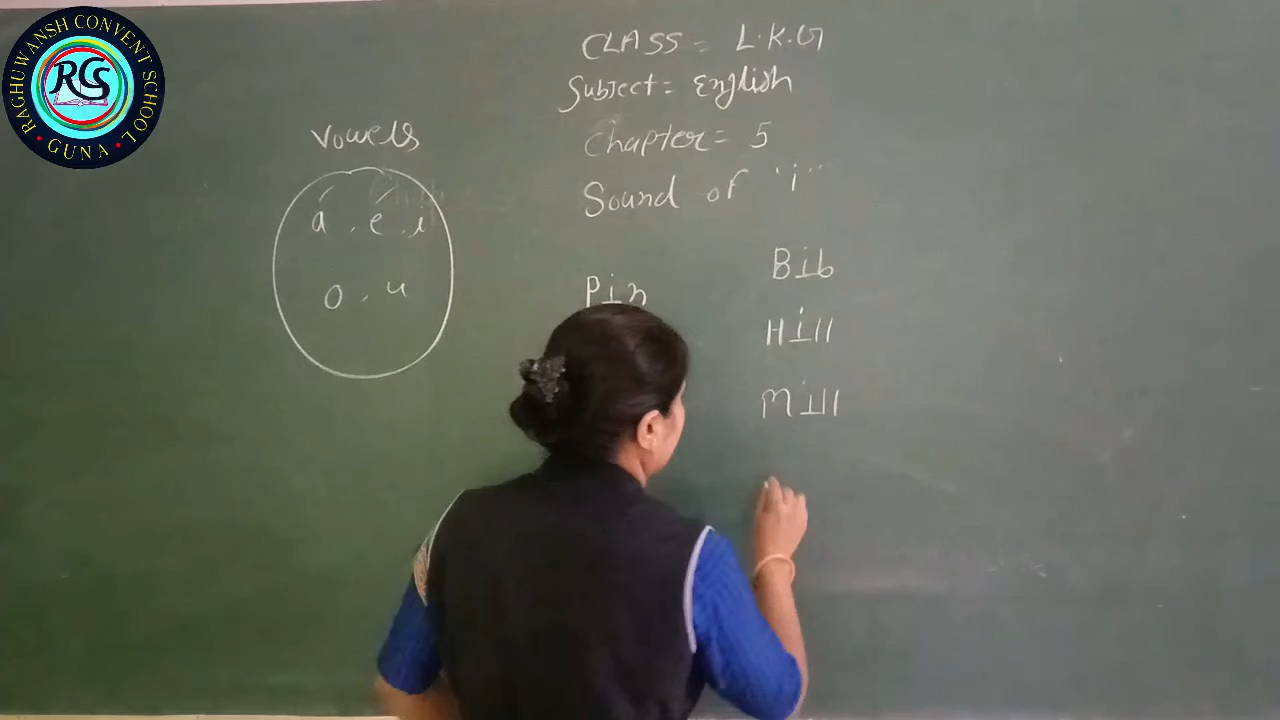 RAGHUWANSH CONVENT SCHOOL
RCS
• GUNA •
CLASS = L.K.G
Subject = English
Chapter = 5
Sound of "i"
Vowels
a , e , i
o , u
Pin
Bib
Hill
Mill